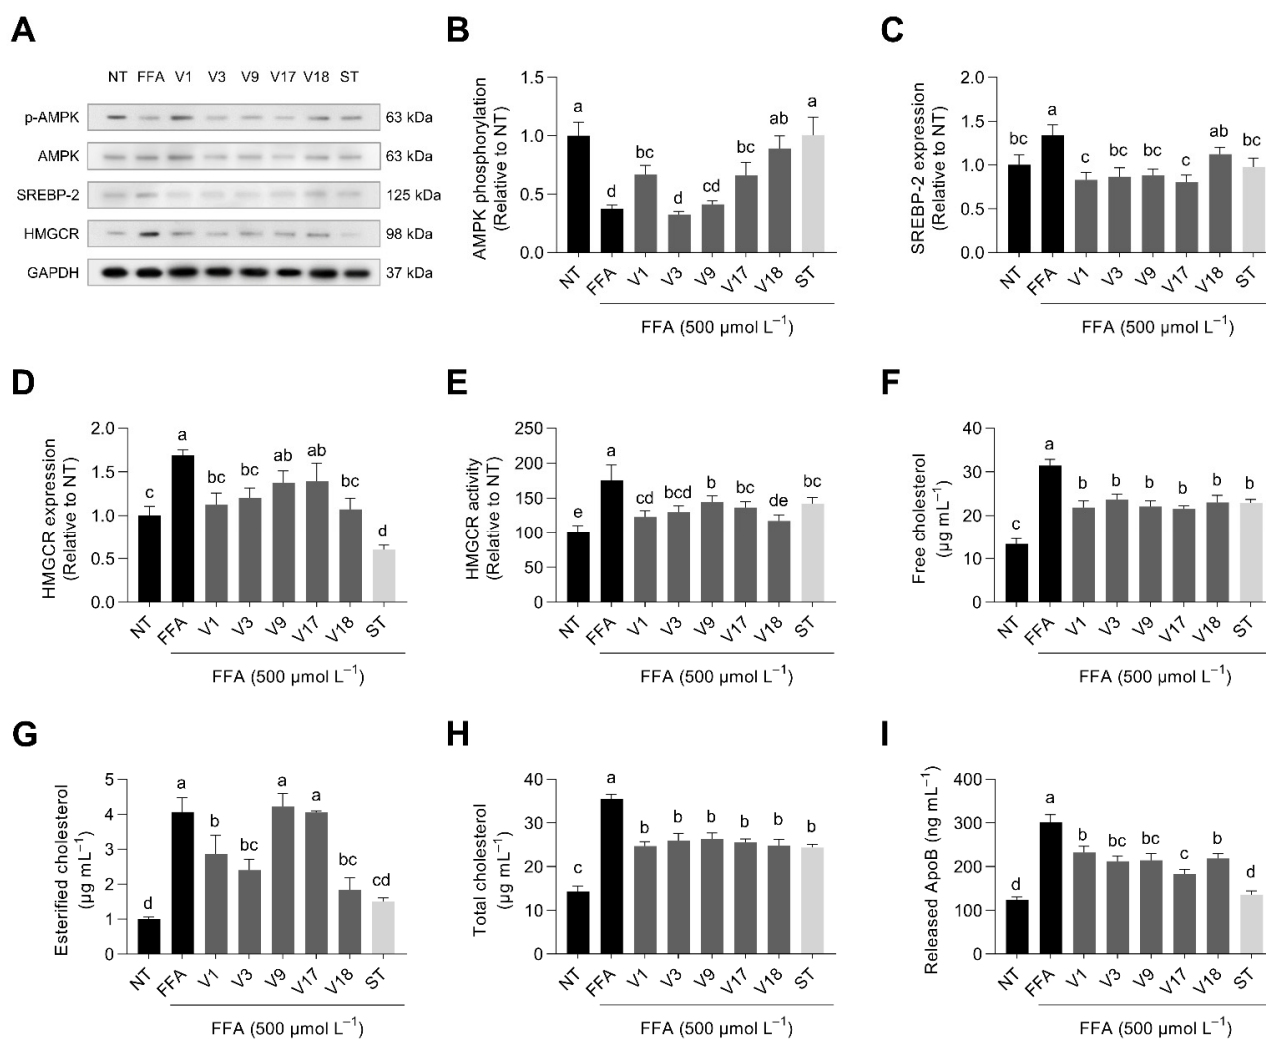 A
NT FFA V1 V3 V9 V17 V18 ST
p-AMPK 63 kDa
AMPK 63 kDa
SREBP-2 125 kDa
HMGCR 98 kDa
GAPDH 37 kDa
B
AMPK phosphorylation
(Relative to NT)
1.5
1.0
0.5
0.0
a d bc d cd bc ab a
NT FFA V1 V3 V9 V17 V18 ST
FFA (500 µmol L⁻¹)
C
SREBP-2 expression
(Relative to NT)
2.0
1.5
1.0
0.5
0.0
bc a c bc bc c ab bc
NT FFA V1 V3 V9 V17 V18 ST
FFA (500 µmol L⁻¹)
D
HMGCR expression
(Relative to NT)
2.0
1.5
1.0
0.5
0.0
c a bc bc ab ab bc d
NT FFA V1 V3 V9 V17 V18 ST
FFA (500 µmol L⁻¹)
E
HMGCR activity
(Relative to NT)
250
200
150
100
50
0
e a cd bcd b bc de bc
NT FFA V1 V3 V9 V17 V18 ST
FFA (500 µmol L⁻¹)
F
Free cholesterol
(µg mL⁻¹)
40
30
20
10
0
c a b b b b b b
NT FFA V1 V3 V9 V17 V18 ST
FFA (500 µmol L⁻¹)
G
Esterified cholesterol
(µg mL⁻¹)
5
4
3
2
1
0
d a b bc a a bc cd
NT FFA V1 V3 V9 V17 V18 ST
FFA (500 µmol L⁻¹)
H
Total cholesterol
(µg mL⁻¹)
40
30
20
10
0
c a b b b b b b
NT FFA V1 V3 V9 V17 V18 ST
FFA (500 µmol L⁻¹)
I
Released ApoB (ng mL⁻¹)
400
300
200
100
0
d a b bc bc c b d
NT FFA V1 V3 V9 V17 V18 ST
FFA (500 µmol L⁻¹)